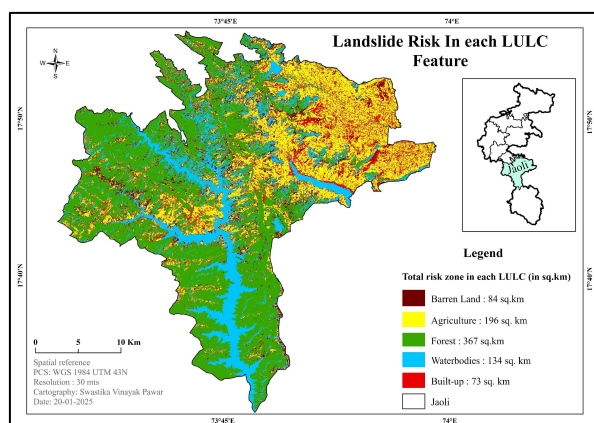 73°45'E
74°E
Landslide Risk In each LULC
Feature
N
W
E
S
17°50'N
17°50'N
Jaoli
Legend
Total risk zone in each LULC (in sq.km)
17°40'N
17°40'N
Barren Land : 84 sq.km
Agriculture : 196 sq. km
Forest : 367 sq.km
Waterbodies : 134 sq. km
Built-up : 73 sq. km
Jaoli
0
5
10 Km
Spatial reference
PCS: WGS 1984 UTM 43N
Resolution : 30 mts
Cartography: Swastika Vinayak Pawar
Date: 20-01-2025
73°45'E
74°E